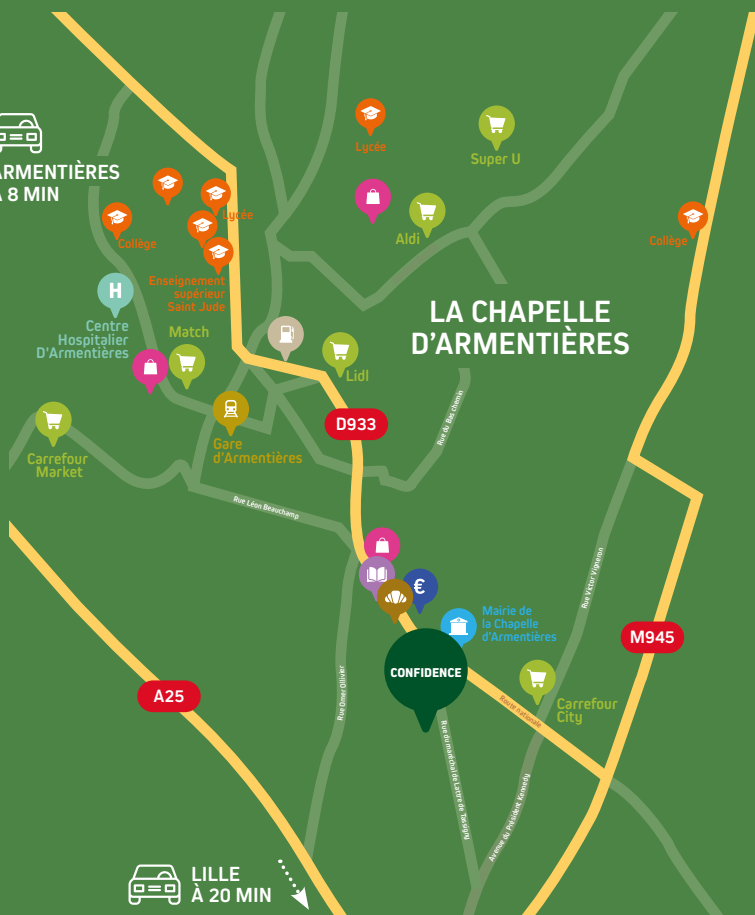 Lycée
Super U
ARMENTIÈRES
À 8 MIN
Lycée
Collège
Aldi
Collège
Enseignement
supérieur
Saint Jude
H
LA CHAPELLE
D'ARMENTIÈRES
Centre
Hospitalier
D'Armentières
Match
Lidl
Rue du Bas chemin
D933
Gare
d'Armentières
Carrefour
Market
Rue Léon Beauchamp
Rue Victor Vigneron
€
Mairie de
la Chapelle
d'Armentières
M945
CONFIDENCE
Rue Omer Ollivier
A25
Route nationale
Carrefour
City
Rue du maréchal de Lattre de Tassigny
Avenue du Président Kennedy
LILLE
À 20 MIN